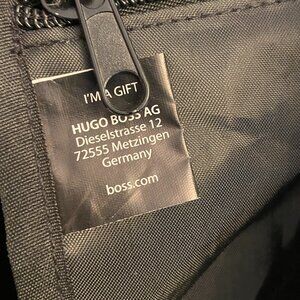 I'M A GIFT
HUGO BOSS AG
Dieselstrasse 12
72555 Metzingen
Germany
boss.com